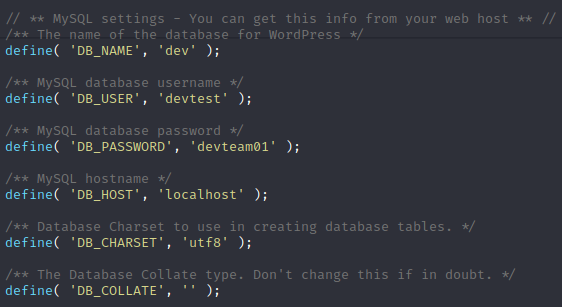 // ** MySQL settings - You can get this info from your web host ** //
/** The name of the database for WordPress */
define( 'DB_NAME', 'dev' );
/** MySQL database username */
define( 'DB_USER', 'devtest' );
/** MySQL database password */
define( 'DB_PASSWORD', 'devteam01' );
/** MySQL hostname */
define( 'DB_HOST', 'localhost' );
/** Database Charset to use in creating database tables. */
define( 'DB_CHARSET', 'utf8' );
/** The Database Collate type. Don't change this if in doubt. */
define( 'DB_COLLATE', '' );